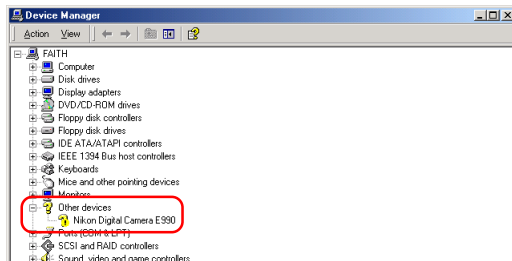 Device Manager
Action View
FAITH
Computer
Disk drives
Display adapters
DVD/CD-ROM drives
Floppy disk controllers
Floppy disk drives
IDE ATA/ATAPI controllers
IEEE 1394 Bus host controllers
Keyboards
Mice and other pointing devices
Monitors
Other devices
Nikon Digital Camera E990
Ports (COM & LPT)
SCSI and RAID controllers
Sound, video and game controllers